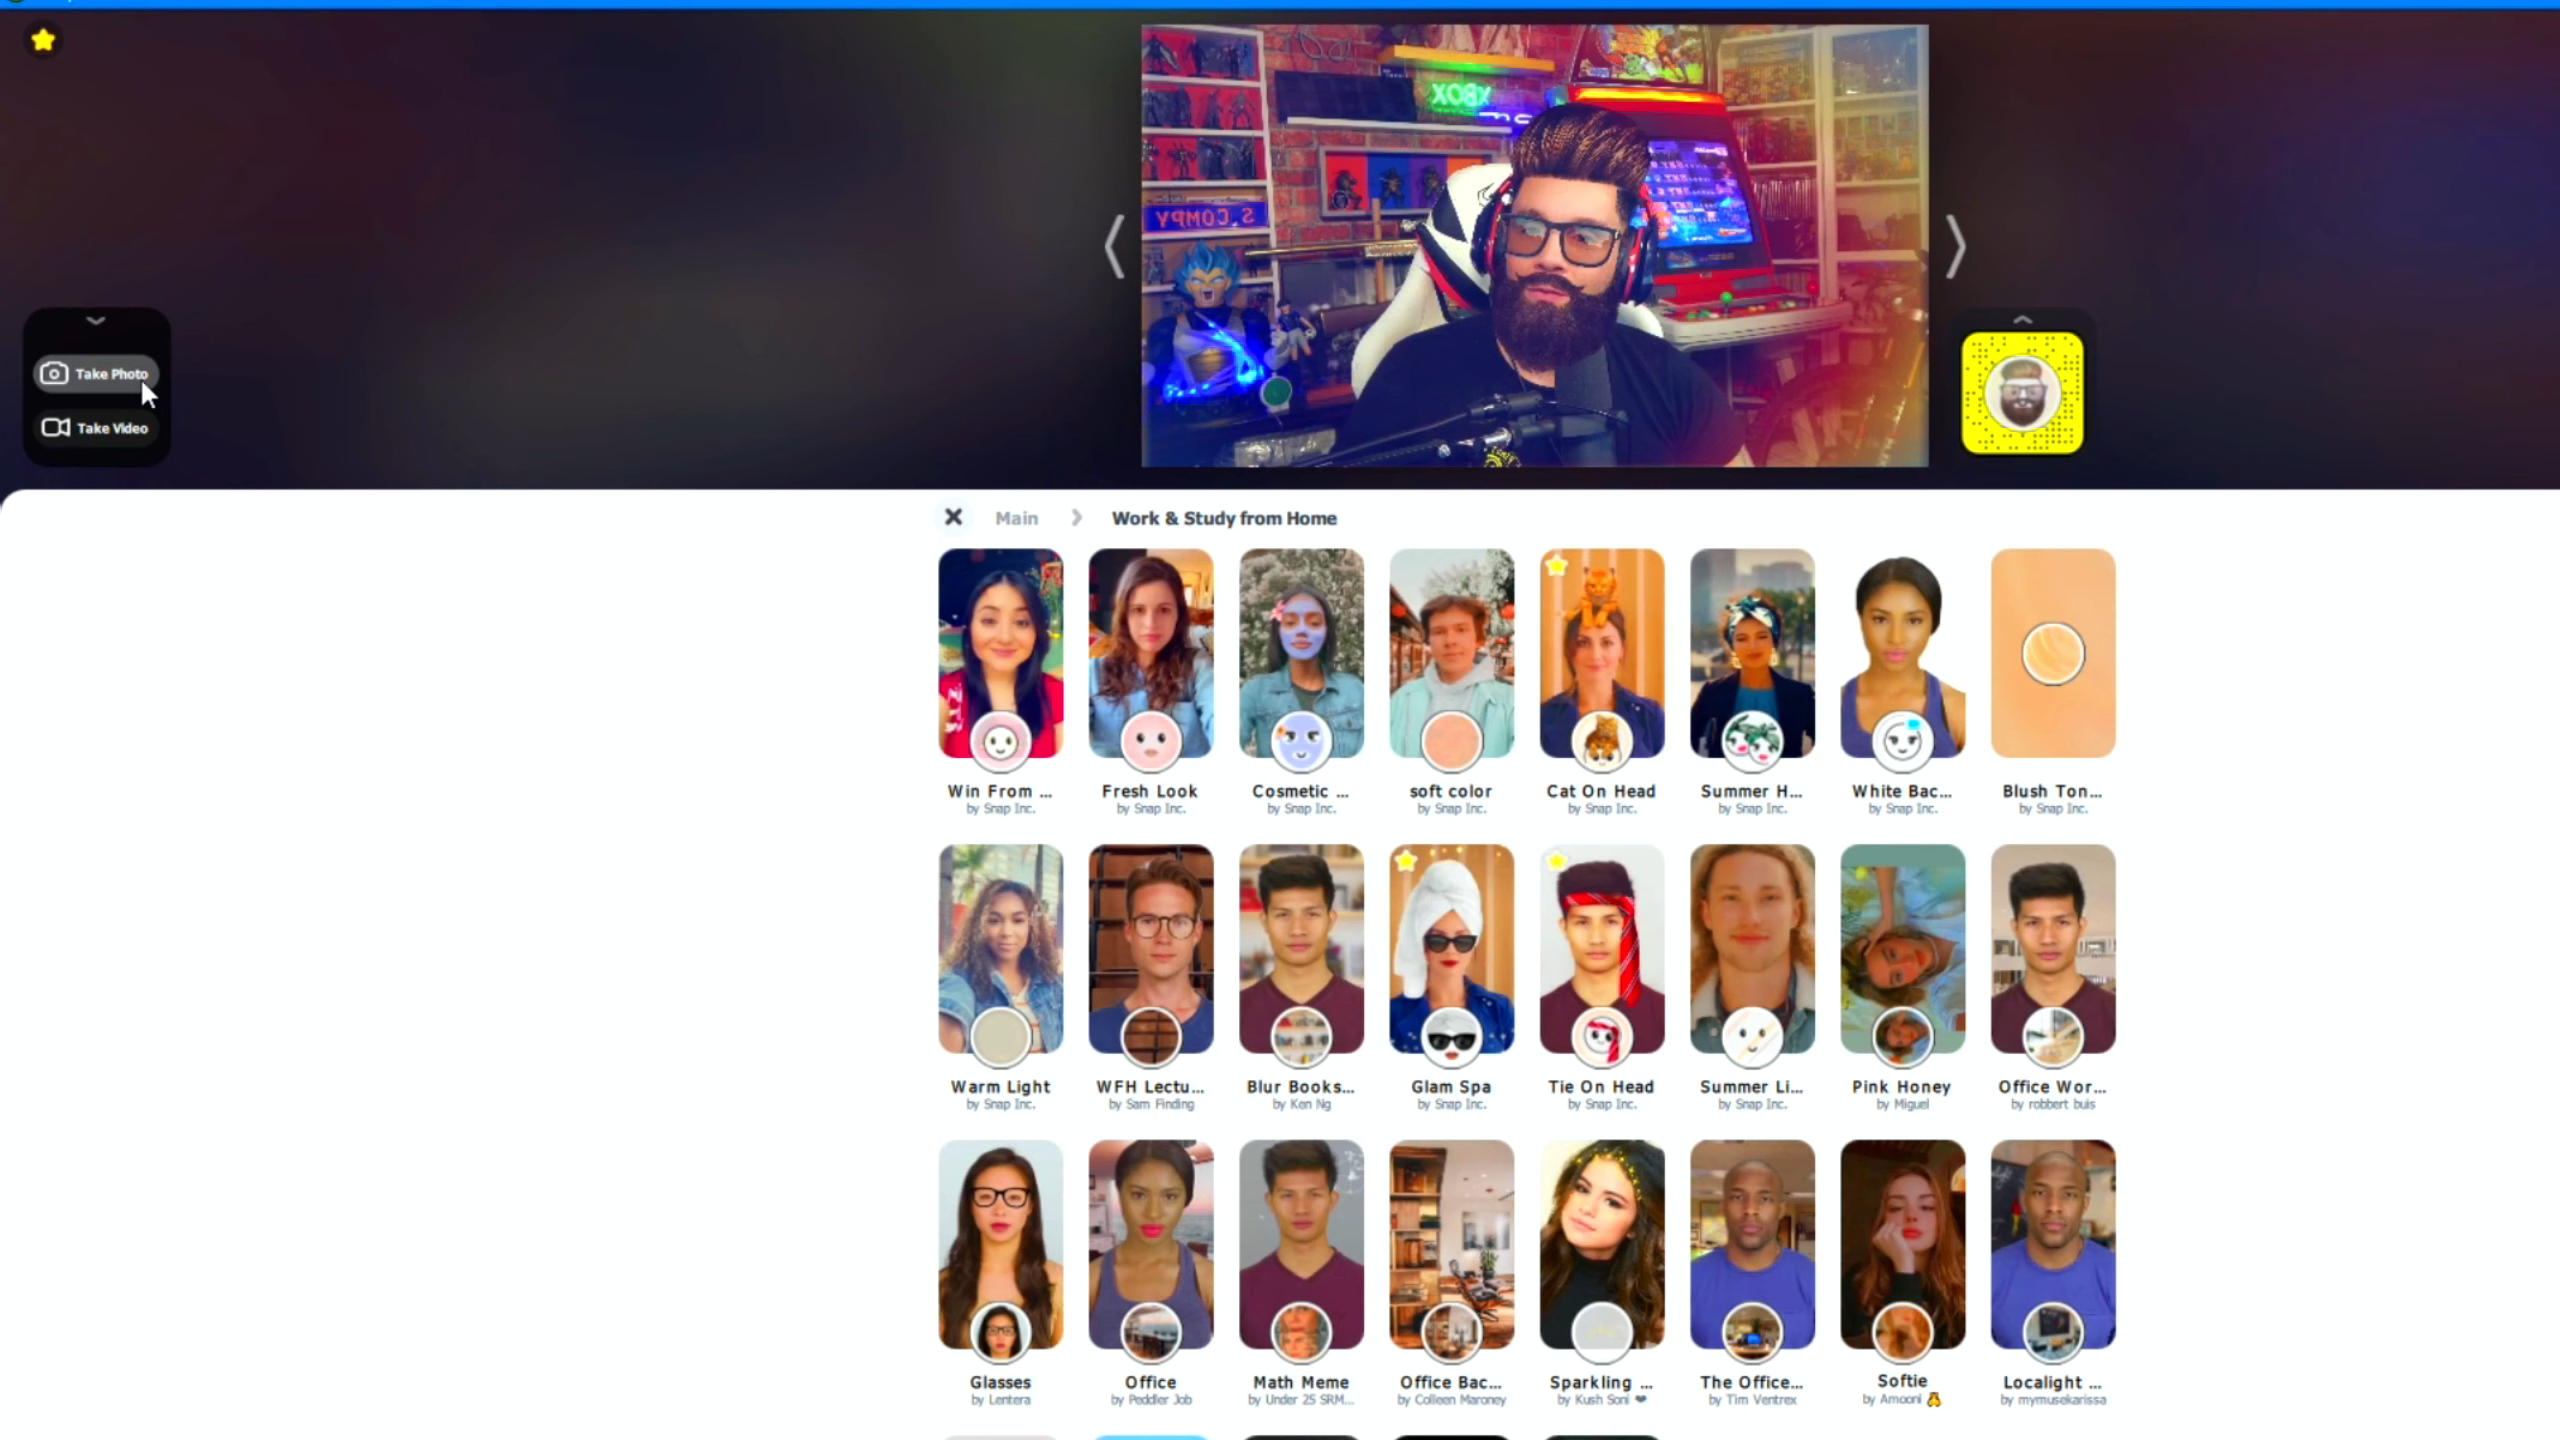 XBOX
S.COMPY
Take Photo
Take Video
Main
Work & Study from Home
Win From ...
by Snap Inc.
Fresh Look
by Snap Inc.
Cosmetic ...
by Snap Inc.
soft color
by Snap Inc.
Cat On Head
by Snap Inc.
Summer H...
by Snap Inc.
White Bac...
by Snap Inc.
Blush Ton...
by Snap Inc.
Warm Light
by Snap Inc.
WFH Lectu...
by Sam Finding
Blur Books...
by Ken Ng
Glam Spa
by Snap Inc.
Tie On Head
by Snap Inc.
Summer Li...
by Snap Inc.
Pink Honey
by Miguel
Office Wor...
by robbert buis
Glasses
by Lentera
Office
by Peddler Job
Math Meme
by Under 25 SRM...
Office Bac...
by Colleen Maroney
Sparkling ...
by Kush Soni ❤
The Office...
by Tim Ventrex
Softie
by Amooni 🧸
Localight ...
by mymusekarissa